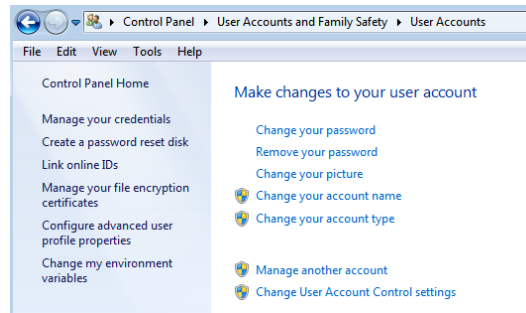 Control Panel ▸ User Accounts and Family Safety ▸ User Accounts
File Edit View Tools Help
Control Panel Home
Manage your credentials
Create a password reset disk
Link online IDs
Manage your file encryption
certificates
Configure advanced user
profile properties
Change my environment
variables
Make changes to your user account
Change your password
Remove your password
Change your picture
Change your account name
Change your account type
Manage another account
Change User Account Control settings